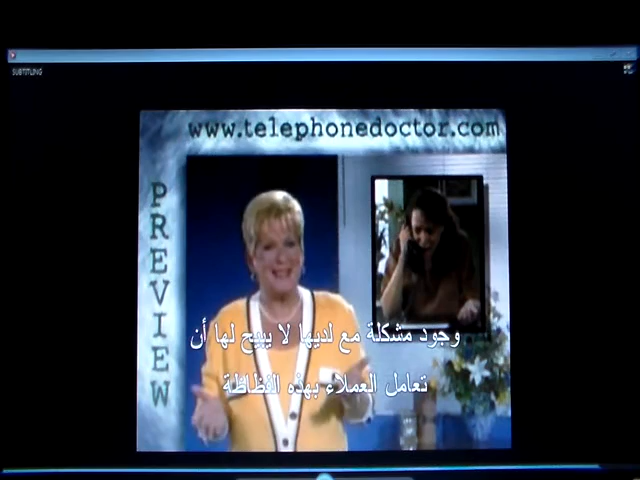 SUBTITLING
www.telephonedoctor.com
PREVIEW
وجود مشكلة مع لديها لا يبيح لها أن
تعامل العملاء بهذه الفظاظة